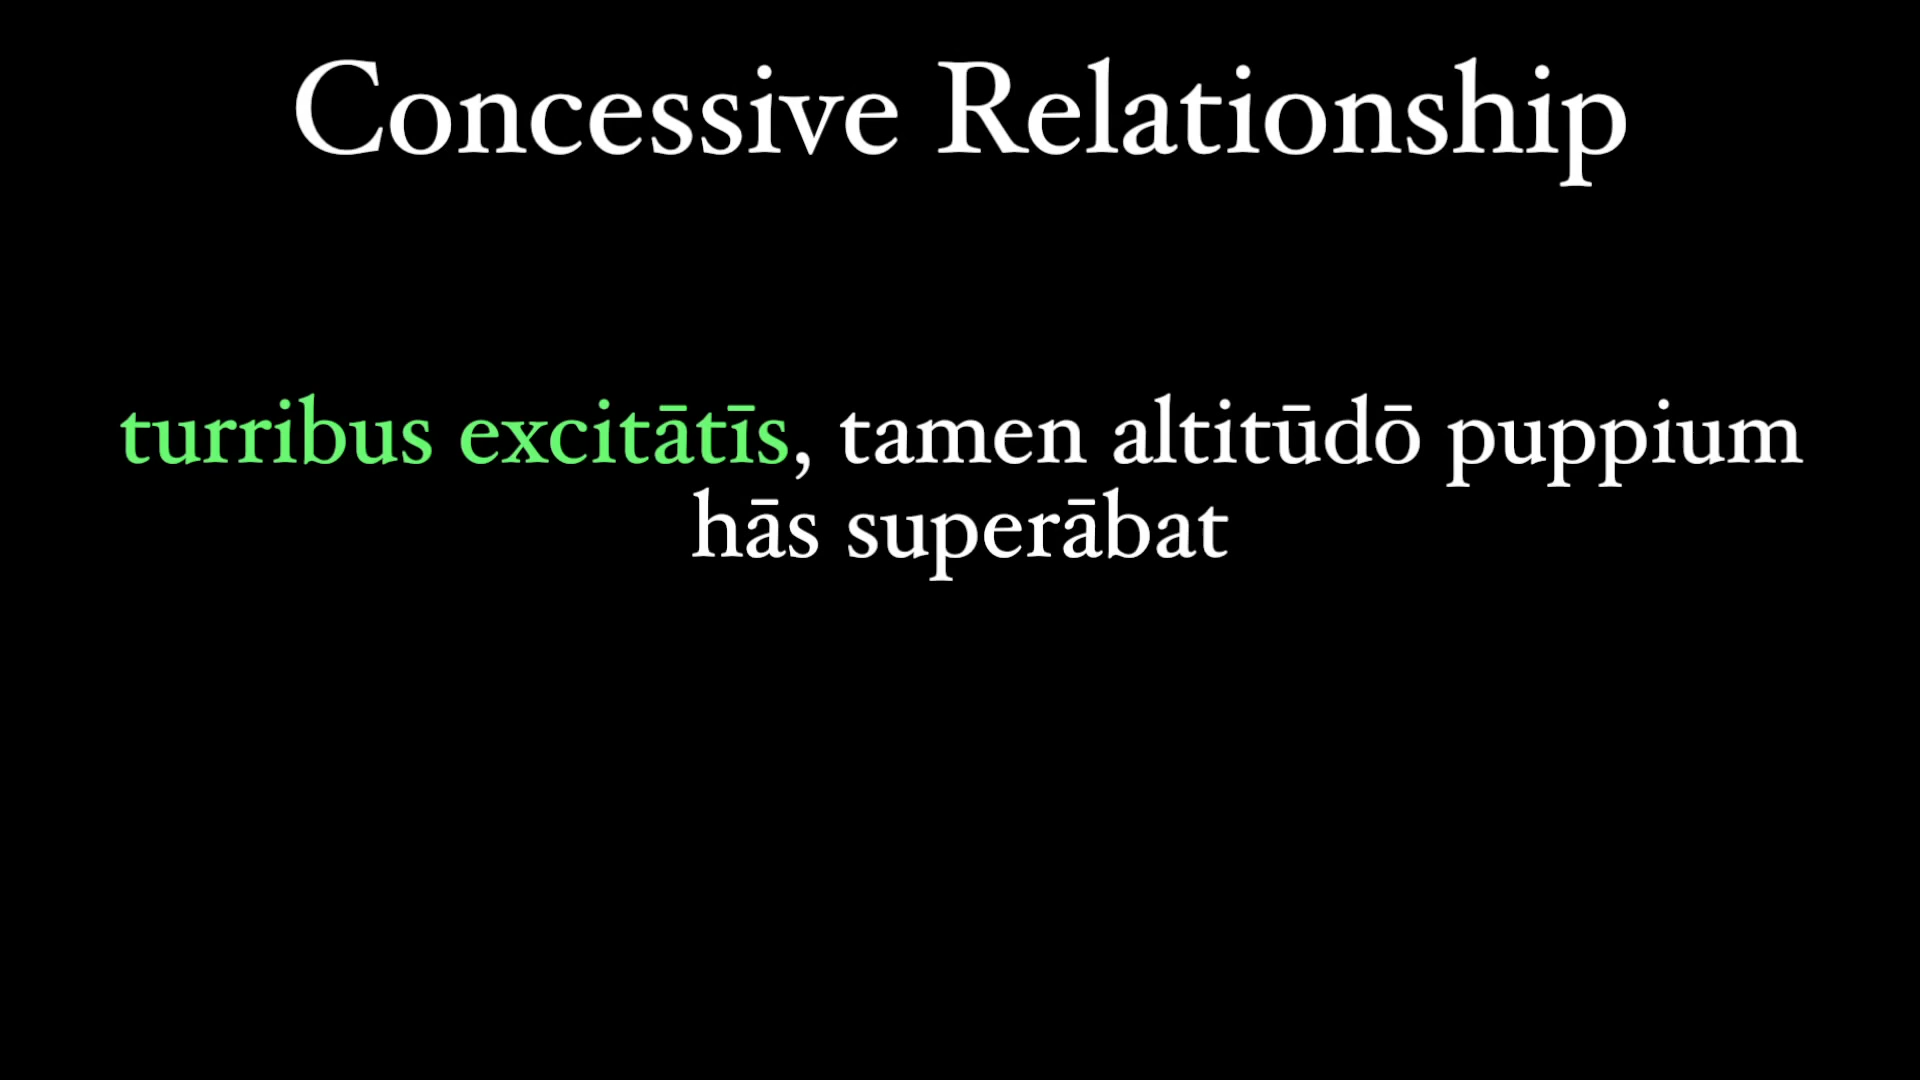 Concessive Relationship
turribus excitātīs, tamen altitūdō puppium
hās superābat